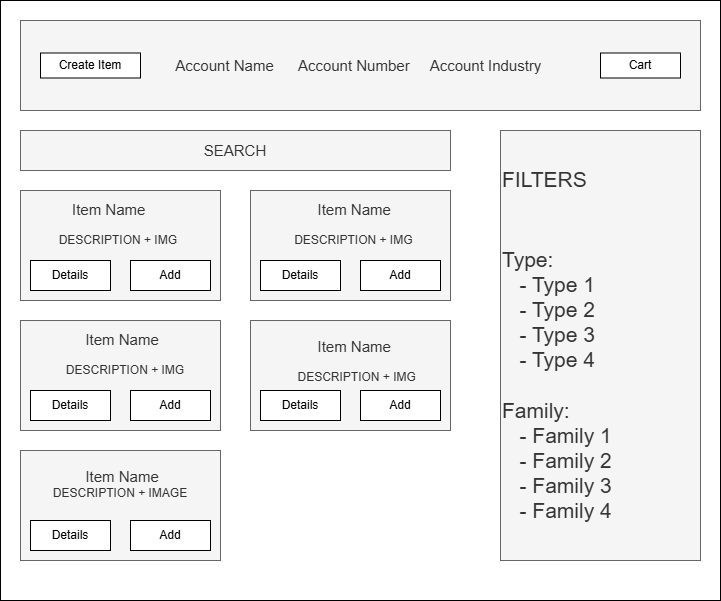 Create Item
Account Name
Account Number
Account Industry
Cart
SEARCH
Item Name
DESCRIPTION + IMG
Details
Add
Item Name
DESCRIPTION + IMG
Details
Add
Item Name
DESCRIPTION + IMG
Details
Add
Item Name
DESCRIPTION + IMG
Details
Add
Item Name
DESCRIPTION + IMAGE
Details
Add
FILTERS
Type:
- Type 1
- Type 2
- Type 3
- Type 4
Family:
- Family 1
- Family 2
- Family 3
- Family 4